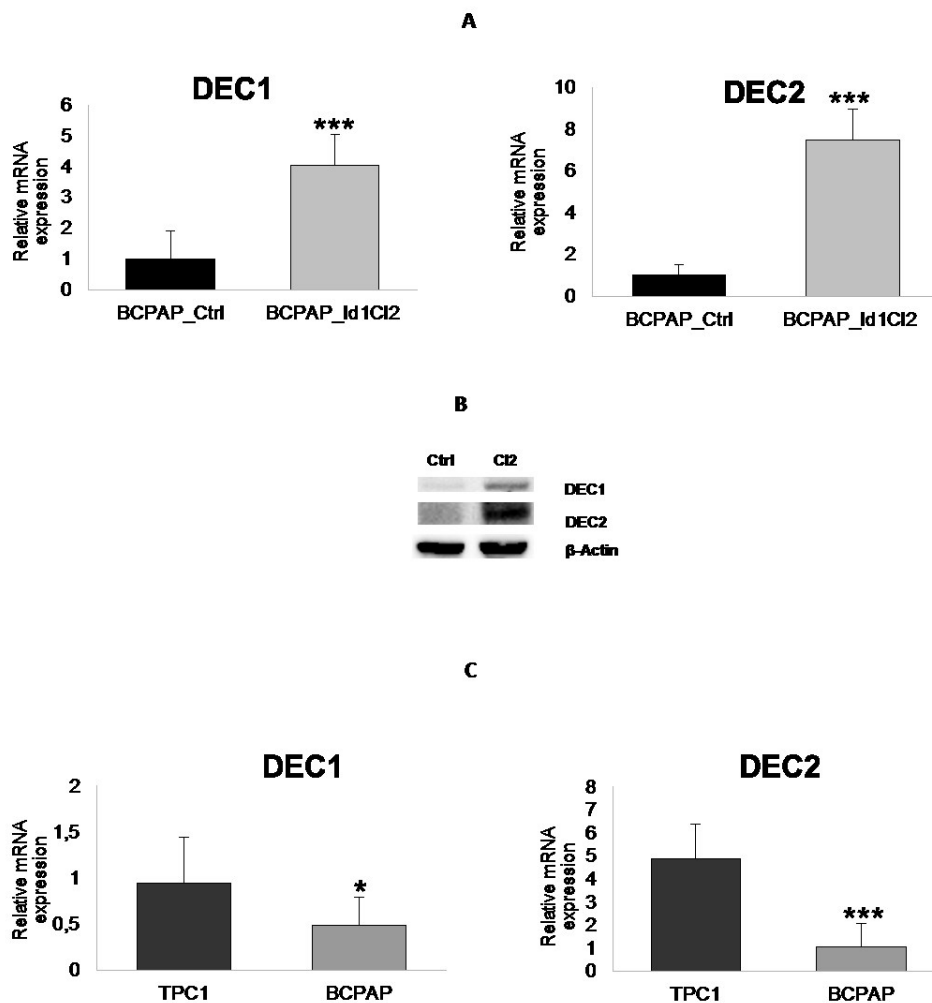 A
DEC1
Relative mRNA
expression
6
5
4
3
2
1
0
***
BCPAP_Ctrl
BCPAP_Id1Cl2
DEC2
Relative mRNA
expression
10
8
6
4
2
0
***
BCPAP_Ctrl
BCPAP_Id1Cl2
B
Ctrl
Cl2
DEC1
DEC2
β-Actin
C
DEC1
Relative mRNA
expression
2
1,5
1
0,5
0
*
TPC1
BCPAP
DEC2
Relative mRNA
expression
8
7
6
5
4
3
2
1
0
***
TPC1
BCPAP